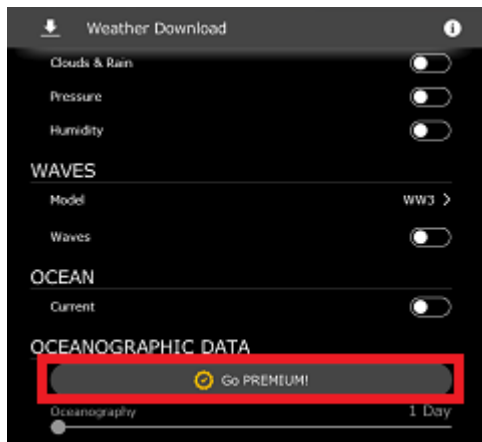 Weather Download
Clouds & Rain
Pressure
Humidity
WAVES
Model WW3
Waves
OCEAN
Current
OCEANOGRAPHIC DATA
Go PREMIUM!
Oceanography 1 Day